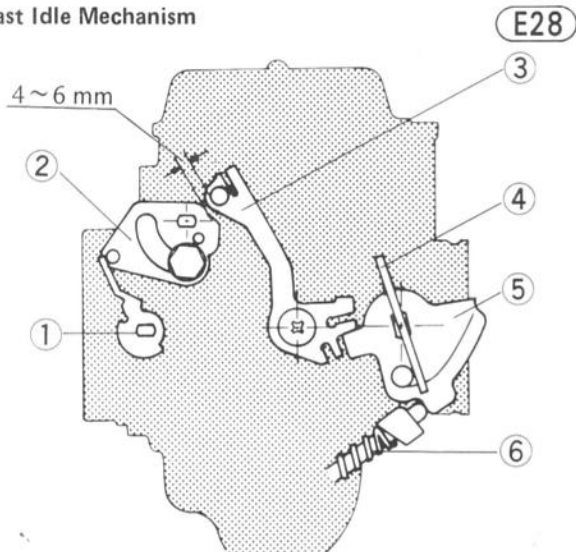 ast Idle Mechanism
E28
4~6 mm
③
②
④
⑤
①
⑥